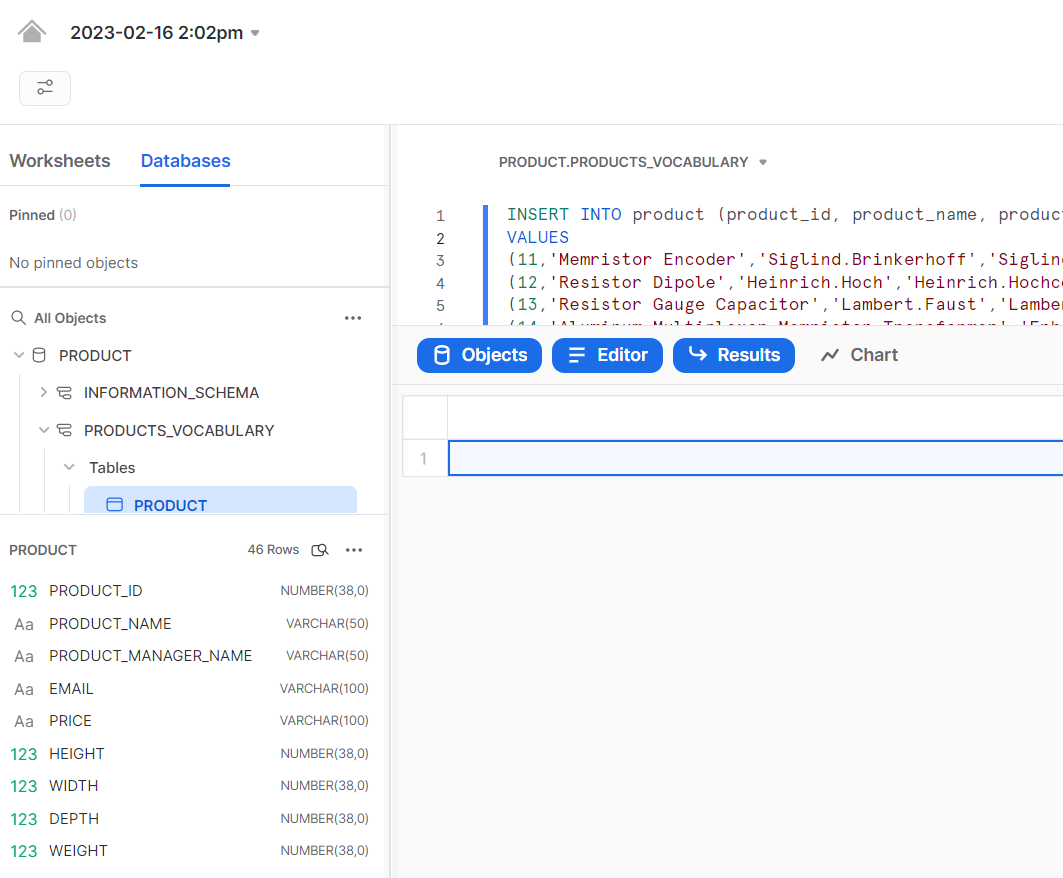 2023-02-16 2:02pm
Worksheets Databases
Pinned (0)
No pinned objects
All Objects
PRODUCT
INFORMATION_SCHEMA
PRODUCTS_VOCABULARY
Tables
PRODUCT
PRODUCT 46 Rows
123 PRODUCT_ID NUMBER(38,0)
Aa PRODUCT_NAME VARCHAR(50)
Aa PRODUCT_MANAGER_NAME VARCHAR(50)
Aa EMAIL VARCHAR(100)
Aa PRICE VARCHAR(100)
123 HEIGHT NUMBER(38,0)
123 WIDTH NUMBER(38,0)
123 DEPTH NUMBER(38,0)
123 WEIGHT NUMBER(38,0)
PRODUCT.PRODUCTS_VOCABULARY
1 INSERT INTO product (product_id, product_name, produc
2 VALUES
3 (11,'Memristor Encoder','Siglind.Brinkerhoff','Siglin
4 (12,'Resistor Dipole','Heinrich.Hoch','Heinrich.Hochc
5 (13,'Resistor Gauge Capacitor','Lambert.Faust','Lamber
Objects Editor Results Chart
1